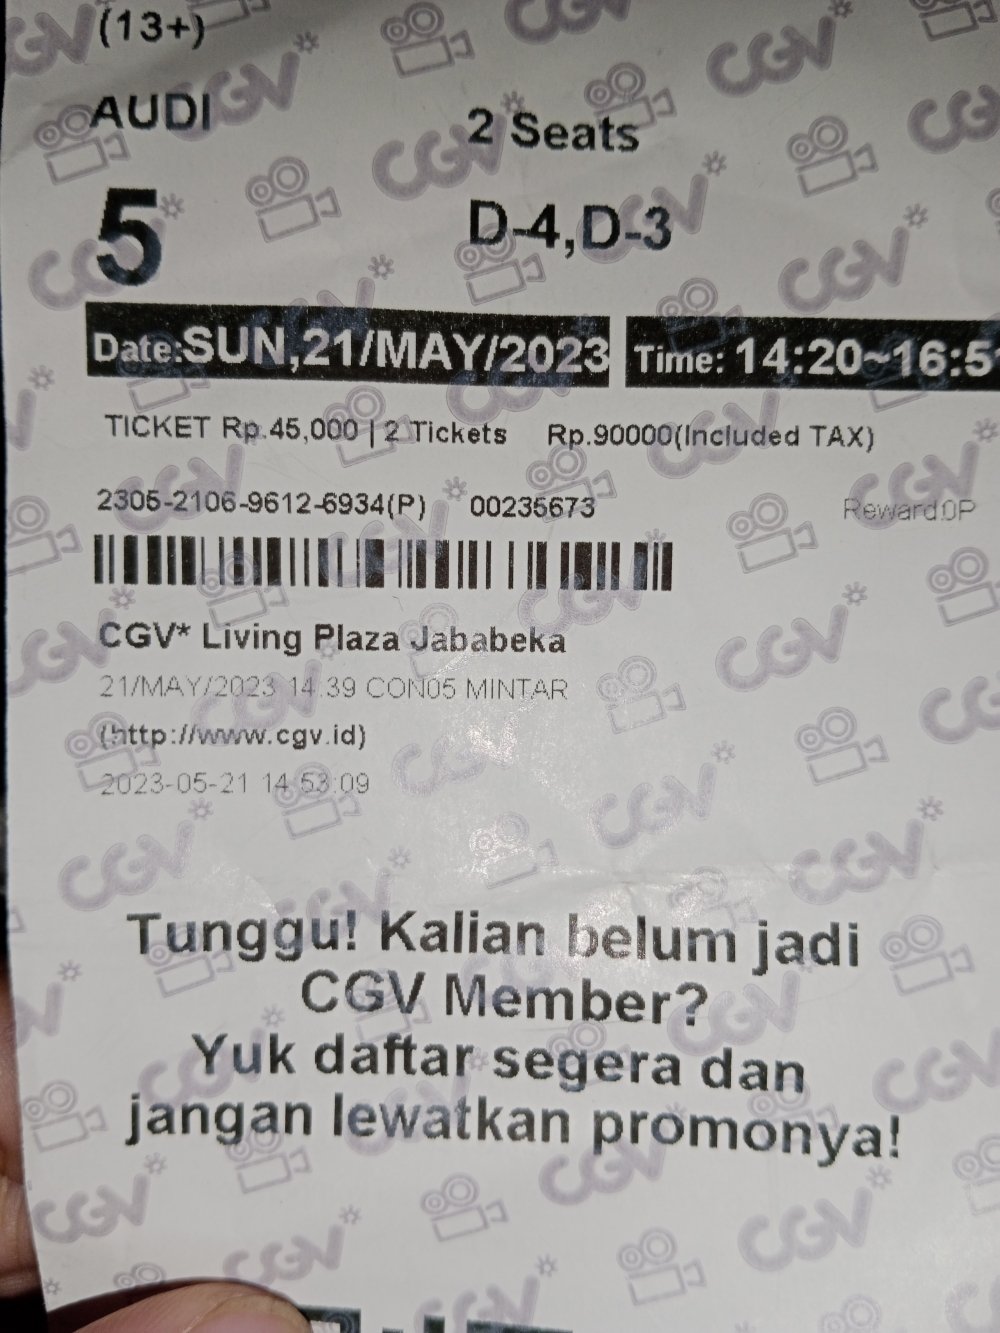 (13+)
AUDI 2 Seats
5 D-4,D-3
Date:SUN,21/MAY/2023 Time: 14:20~16:5
TICKET Rp.45,000 | 2 Tickets Rp.90000(Included TAX)
2305-2106-9612-6934(P) 00235673 Reward:0P
CGV* Living Plaza Jababeka
21/MAY/2023 14:39 CON05 MINTAR
(http://www.cgv.id)
2023-05-21 14:53:09
Tunggu! Kalian belum jadi
CGV Member?
Yuk daftar segera dan
jangan lewatkan promonya!